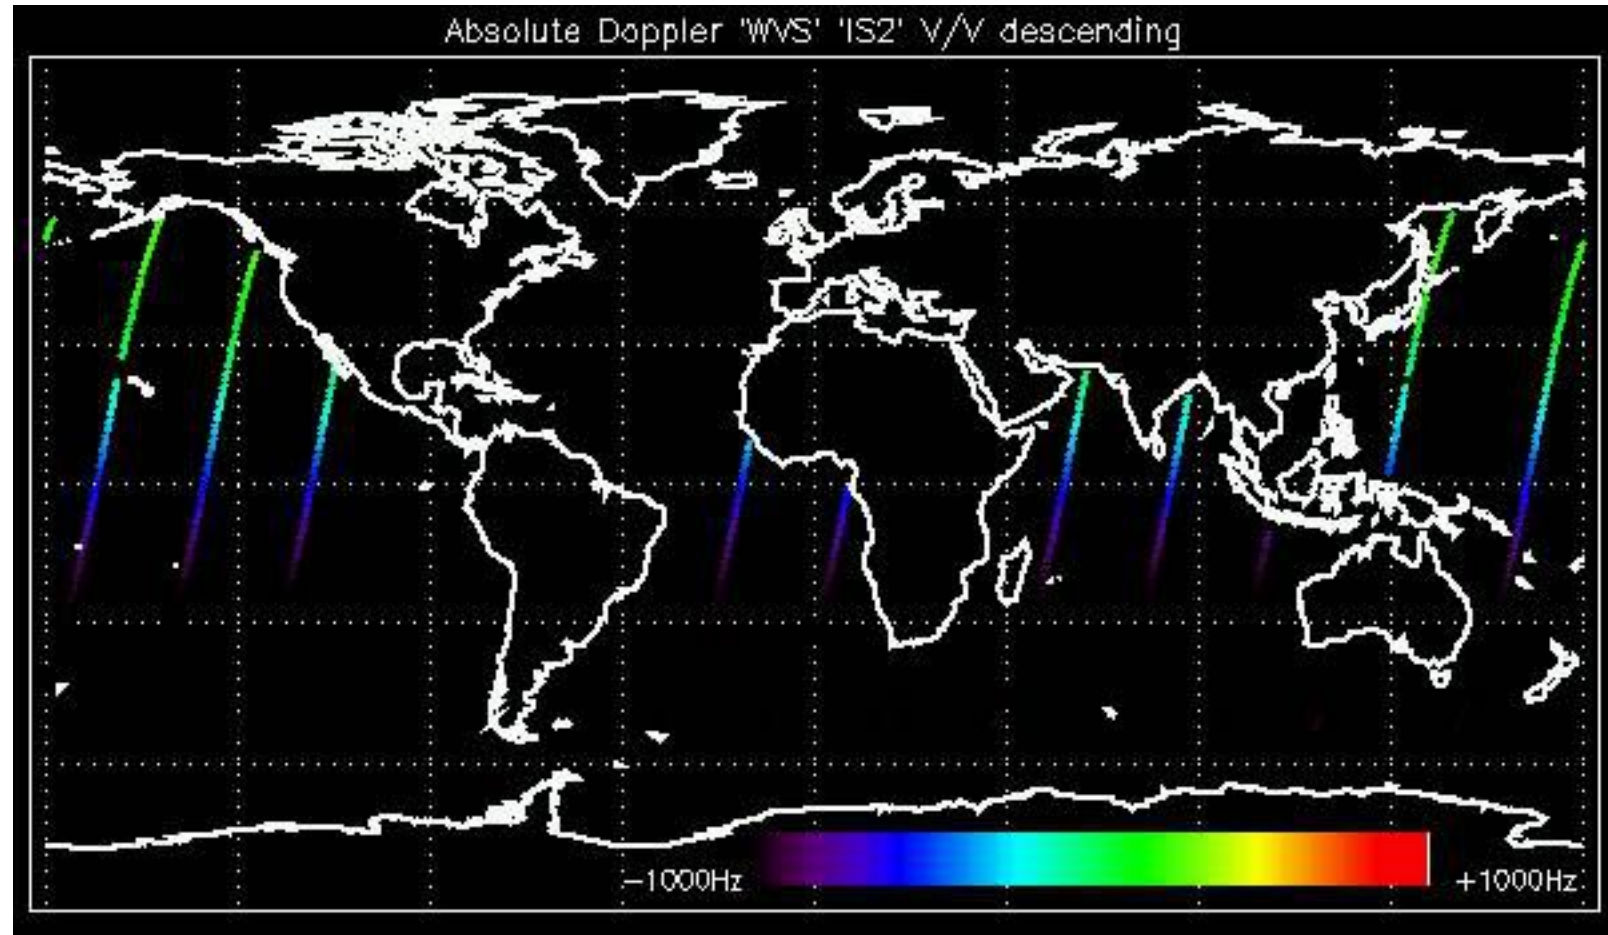 Absolute Doppler 'WVS' 'IS2' V/V descending
−1000Hz
+1000Hz